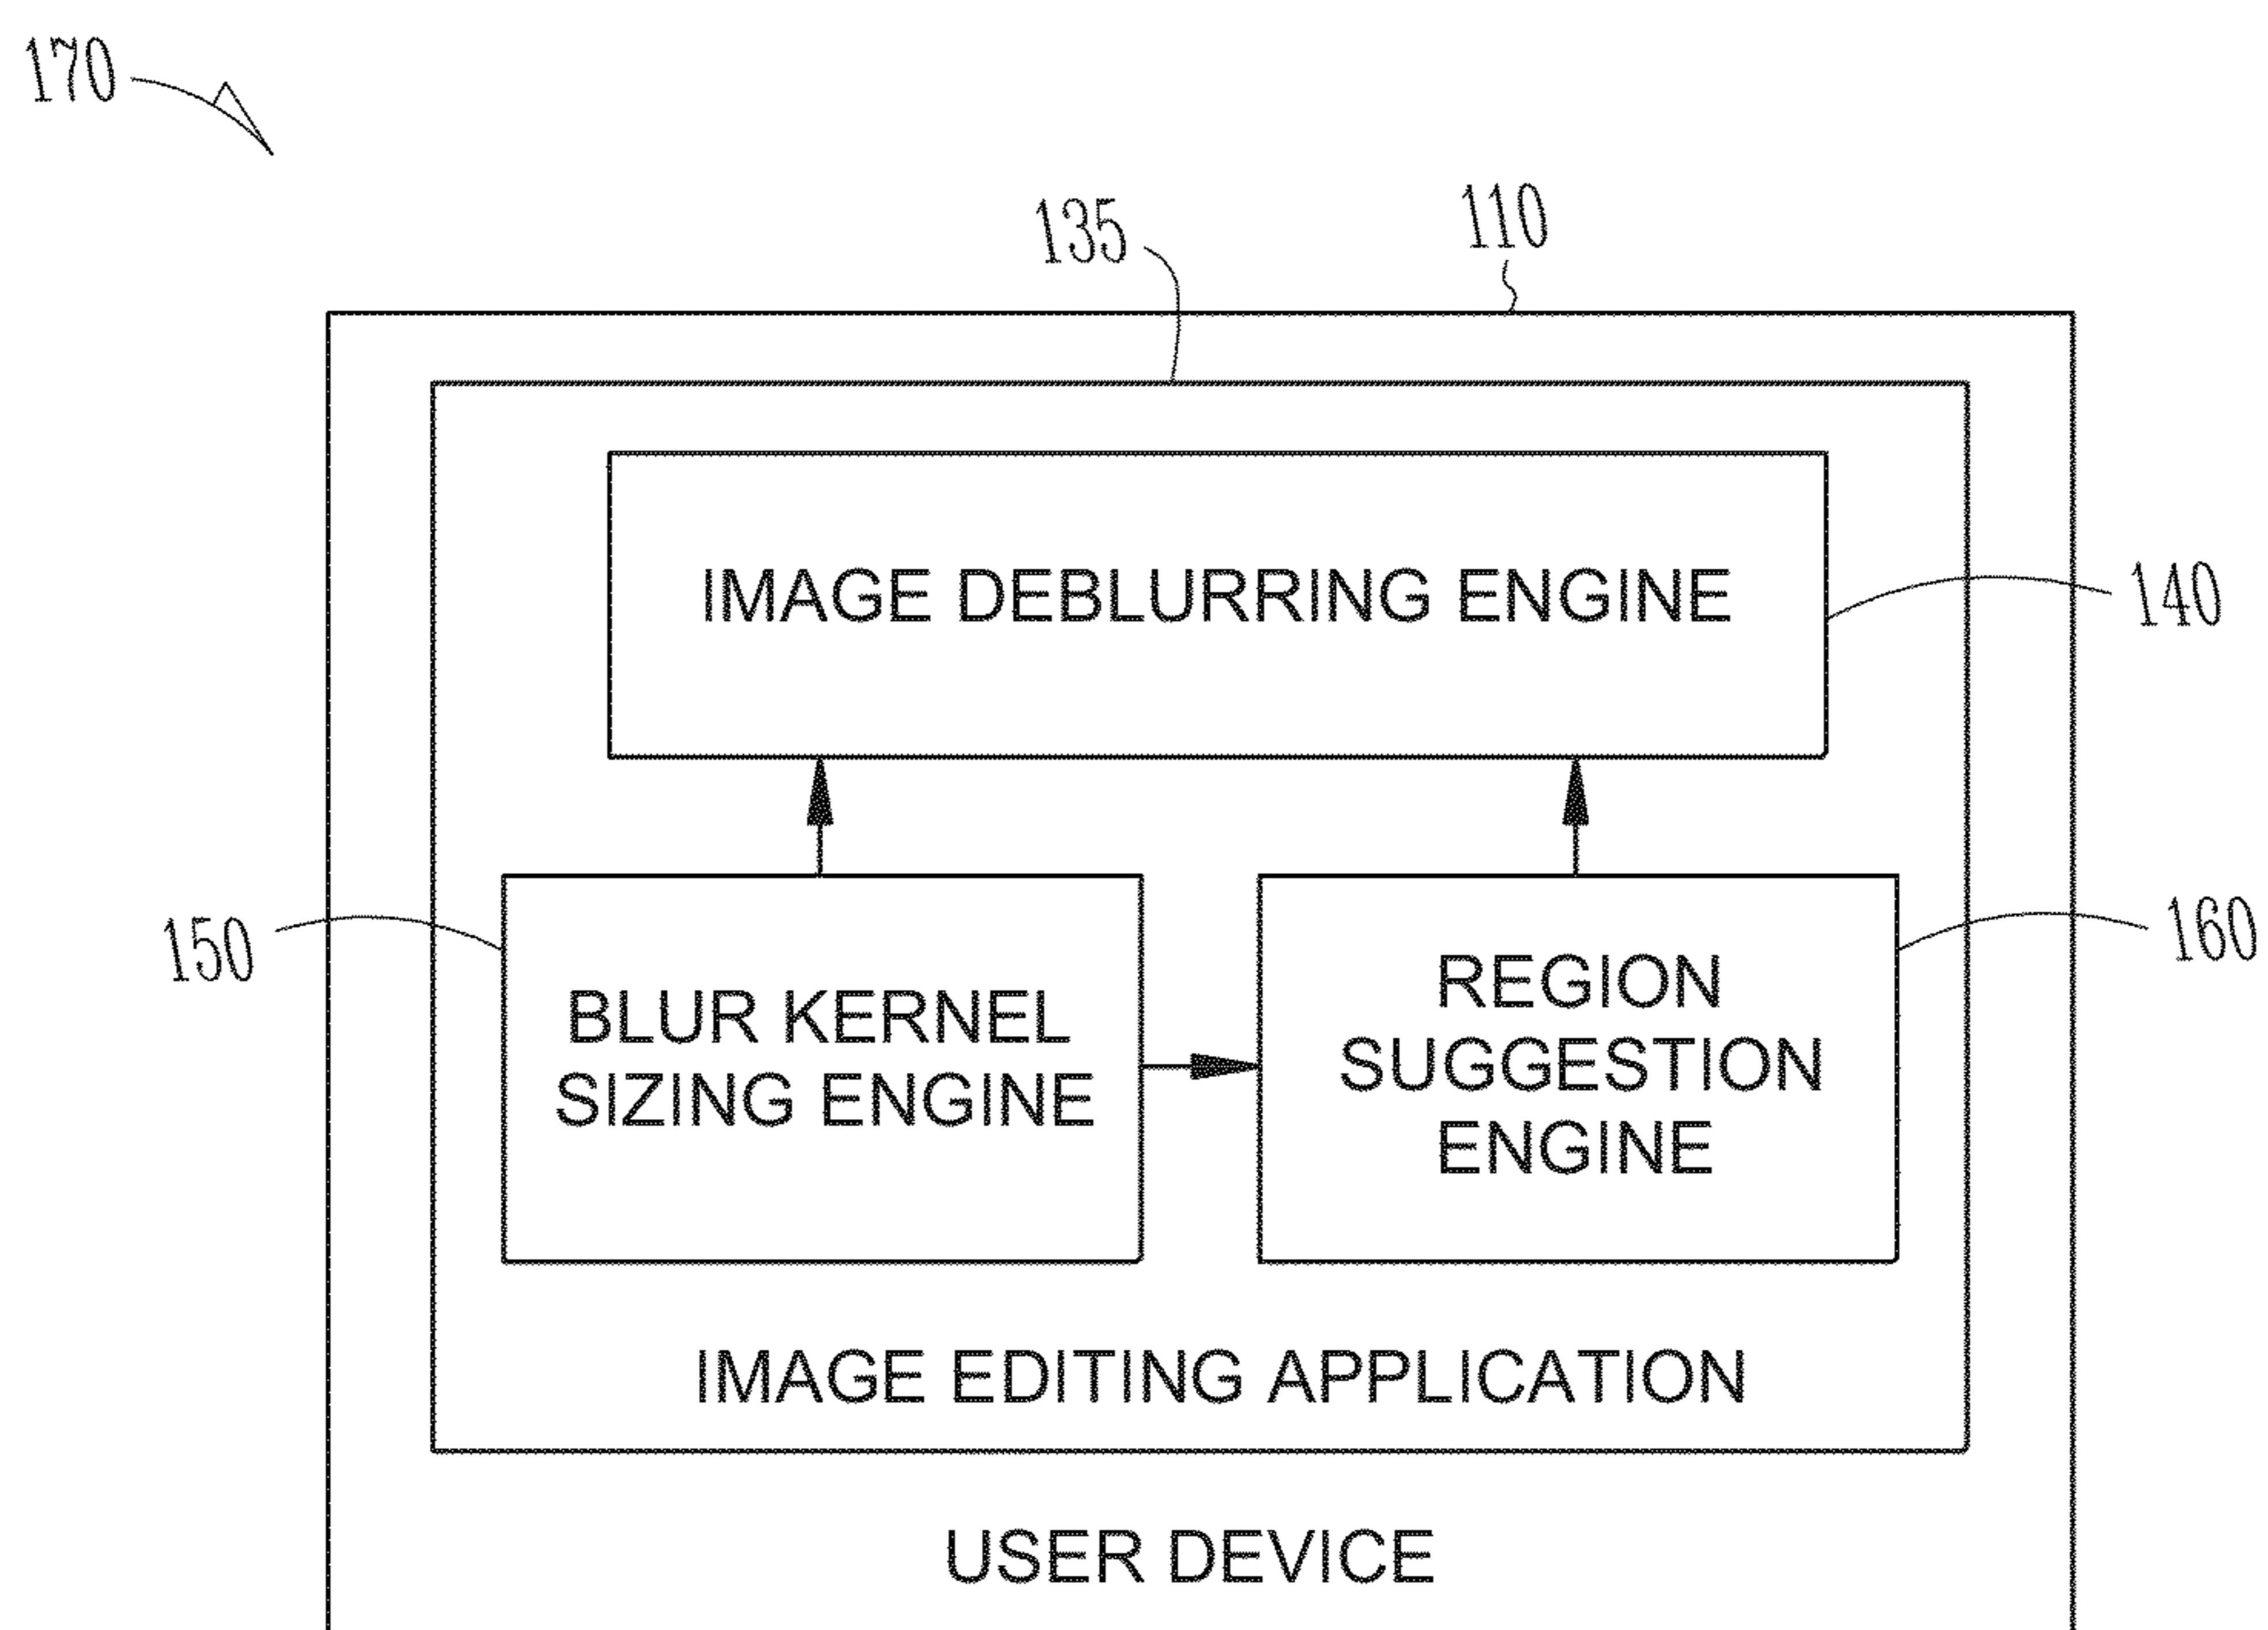 170
135
110
IMAGE DEBLURRING ENGINE
140
150
BLUR KERNEL
SIZING ENGINE
REGION
SUGGESTION
ENGINE
160
IMAGE EDITING APPLICATION
USER DEVICE